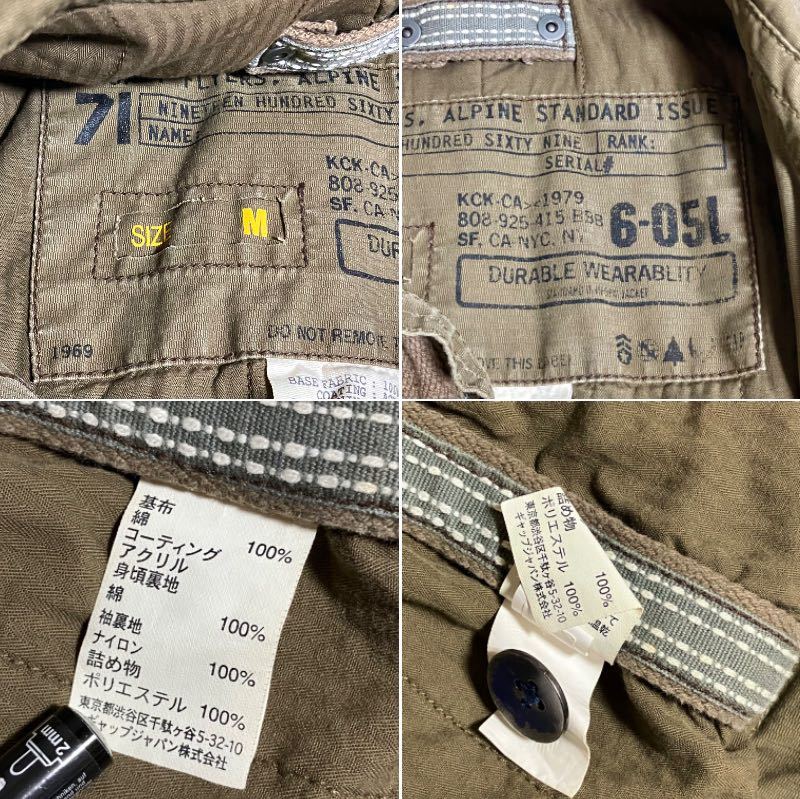 FLYERS. ALPINE
71
NINETEEN HUNDRED SIXTY
NAME:
KCK-CA
808-925
SF. CA N
SIZE M
DUR
1969
DO NOT REMOVE T
BASE FABRIC : 100
COATING
S. ALPINE STANDARD ISSUE
HUNDRED SIXTY NINE RANK:
SERIAL#
KCK-CA 1979
808-925-415 BBB
SF. CA NYC. NY
6-05L
DURABLE WEARABLITY
JACKET
OVE THIS LABEL
基布
綿 100%
コーティング
アクリル 100%
身頃裏地
綿 100%
袖裏地
ナイロン 100%
詰め物
ポリエステル 100%
東京都渋谷区千駄ヶ谷5-32-10
ギャップジャパン株式会社
2mm
詰め物
ポリエステル 100%
東京都渋谷区千駄ヶ谷5-32-10
ギャップジャパン株式会社
100%